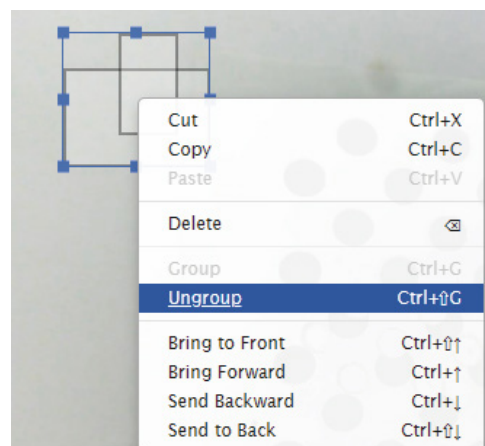 Cut Ctrl+X
Copy Ctrl+C
Paste Ctrl+V
Delete ⌫
Group Ctrl+G
Ungroup Ctrl+⇧G
Bring to Front Ctrl+⇧↑
Bring Forward Ctrl+↑
Send Backward Ctrl+↓
Send to Back Ctrl+⇧↓